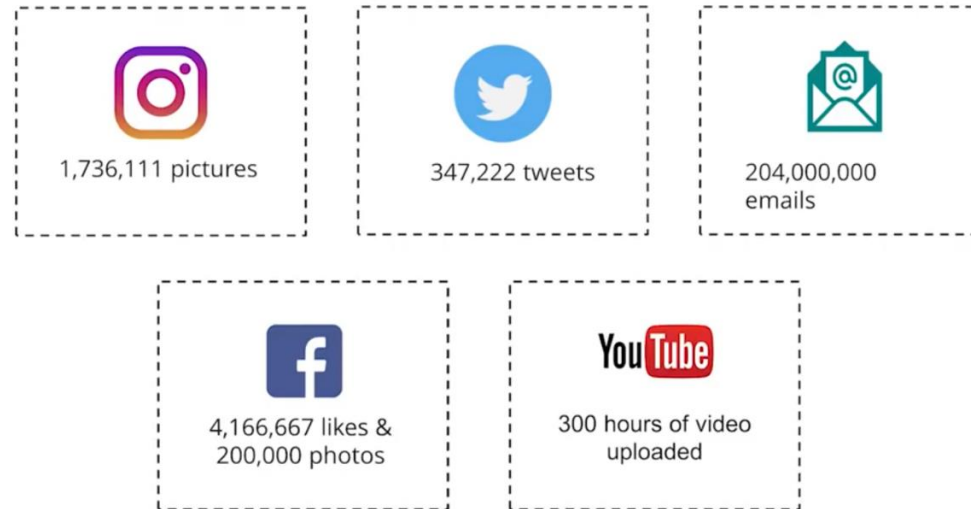 1,736,111 pictures
347,222 tweets
@
204,000,000
emails
f
4,166,667 likes &
200,000 photos
YouTube
300 hours of video
uploaded